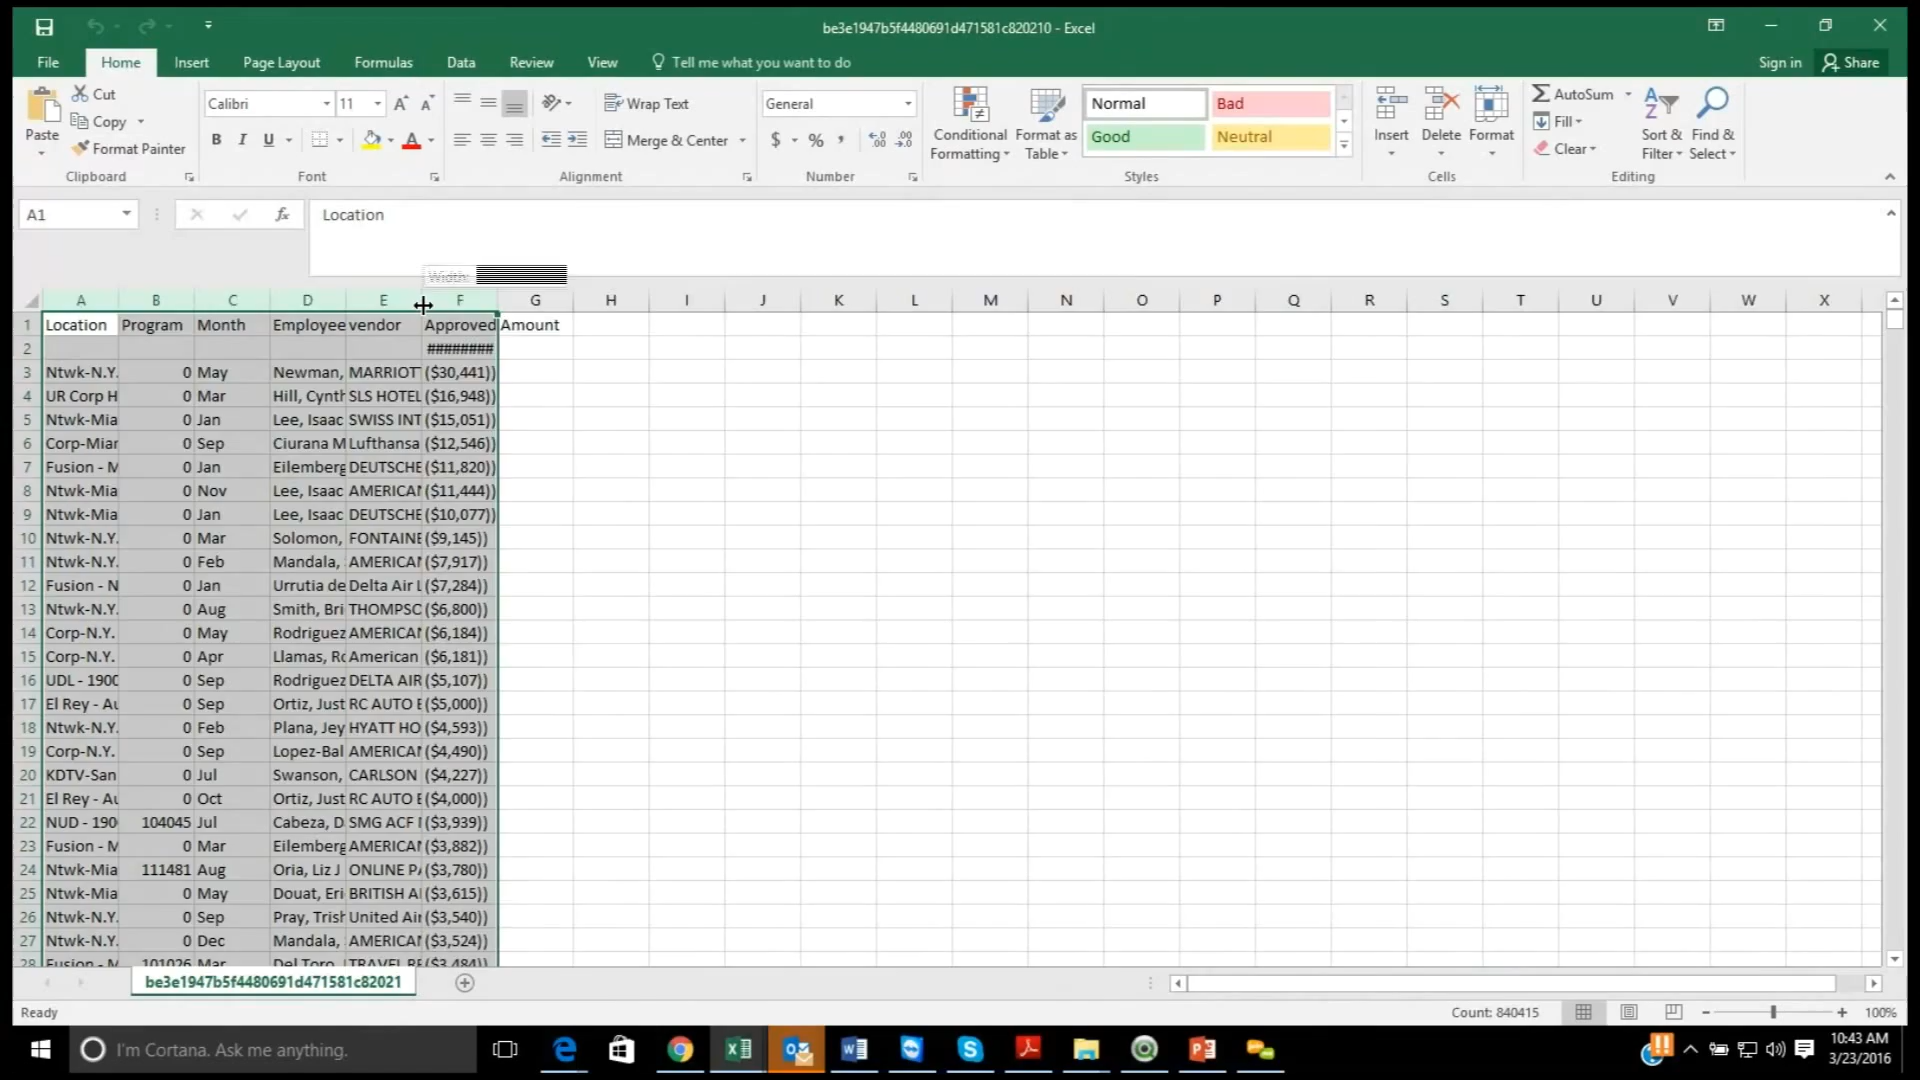 be3e1947b5f4480691d471581c820210 - Excel
File Home Insert Page Layout Formulas Data Review View Tell me what you want to do Sign in Share
Paste Cut Copy Format Painter Clipboard
Calibri 11 B I U A Font
Wrap Text Merge & Center Alignment
General $ % , Number
Conditional Formatting Format as Table Normal Bad Good Neutral Styles
Insert Delete Format Cells
AutoSum Fill Clear Sort & Filter Find & Select Editing
A1 fx Location
Width:
A B C D E F G H I J K L M N O P Q R S T U V W X
1 Location Program Month Employee vendor Approved Amount
2 ########
3 Ntwk-N.Y. 0 May Newman, MARRIOT ($30,441))
4 UR Corp H 0 Mar Hill, Cynth SLS HOTEL ($16,948))
5 Ntwk-Mia 0 Jan Lee, Isaac SWISS INT ($15,051))
6 Corp-Miar 0 Sep Ciurana M Lufthansa ($12,546))
7 Fusion - M 0 Jan Eilemberg DEUTSCHE ($11,820))
8 Ntwk-Mia 0 Nov Lee, Isaac AMERICAN ($11,444))
9 Ntwk-Mia 0 Jan Lee, Isaac DEUTSCHE ($10,077))
10 Ntwk-N.Y. 0 Mar Solomon, FONTAINE ($9,145))
11 Ntwk-N.Y. 0 Feb Mandala, AMERICAN ($7,917))
12 Fusion - N 0 Jan Urrutia de Delta Air L ($7,284))
13 Ntwk-N.Y. 0 Aug Smith, Bri THOMPSO ($6,800))
14 Corp-N.Y. 0 May Rodriguez AMERICAN ($6,184))
15 Corp-N.Y. 0 Apr Llamas, Ro American ($6,181))
16 UDL - 1900 0 Sep Rodriguez DELTA AIR ($5,107))
17 El Rey - Au 0 Sep Ortiz, Just RC AUTO B ($5,000))
18 Ntwk-N.Y. 0 Feb Plana, Jey HYATT HO ($4,593))
19 Corp-N.Y. 0 Sep Lopez-Bal AMERICAN ($4,490))
20 KDTV-San 0 Jul Swanson, CARLSON ($4,227))
21 El Rey - Au 0 Oct Ortiz, Just RC AUTO B ($4,000))
22 NUD - 190 104045 Jul Cabeza, D SMG ACF ($3,939))
23 Fusion - M 0 Mar Eilemberg AMERICAN ($3,882))
24 Ntwk-Mia 111481 Aug Oria, Liz J ONLINE PA ($3,780))
25 Ntwk-Mia 0 May Douat, Eri BRITISH A ($3,615))
26 Ntwk-N.Y. 0 Sep Pray, Trish United Air ($3,540))
27 Ntwk-N.Y. 0 Dec Mandala, AMERICAN ($3,524))
28 Fusion - M 101026 Mar Del Toro, TRAVEL RE ($3,484))
be3e1947b5f4480691d471581c82021
Ready Count: 840415 100%
I'm Cortana. Ask me anything.
10:43 AM
3/23/2016